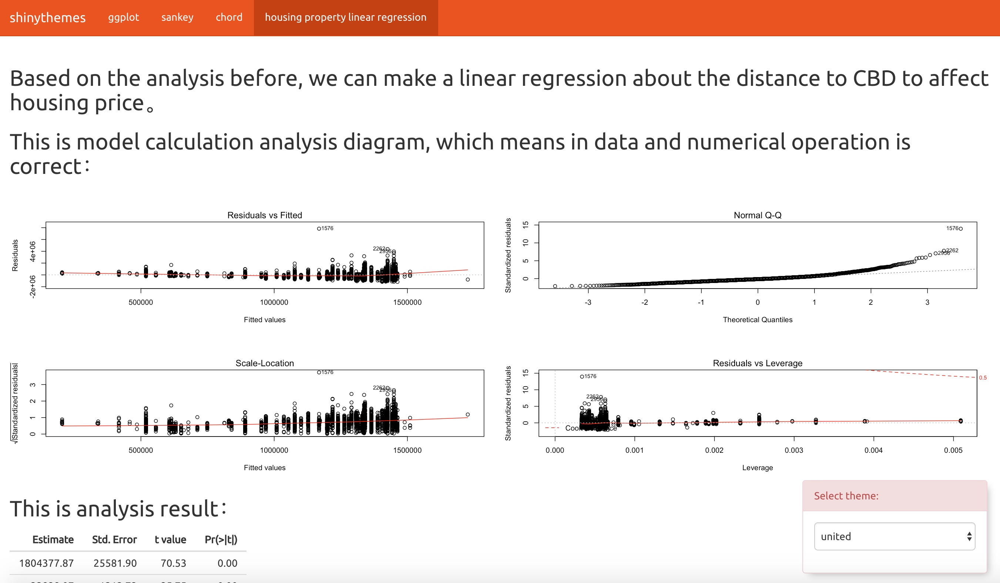 shinythemes ggplot sankey chord housing property linear regression
Based on the analysis before, we can make a linear regression about the distance to CBD to affect
housing price。
This is model calculation analysis diagram, which means in data and numerical operation is
correct：
Residuals vs Fitted
Residuals
-2e+06 4e+06
1576
2262
2956
500000 1000000 1500000
Fitted values
Normal Q-Q
Standardized residuals
0 5 10 15
1576
2262
2956
-3 -2 -1 0 1 2 3
Theoretical Quantiles
Scale-Location
√|Standardized residuals|
0 1 2 3
1576
2262
2956
500000 1000000 1500000
Fitted values
Residuals vs Leverage
Standardized residuals
0 5 10 15
1576
2262
2956
0.5
0.000 0.001 0.002 0.003 0.004 0.005
Leverage
This is analysis result：
Estimate Std. Error t value Pr(>|t|)
1804377.87 25581.90 70.53 0.00
Select theme:
united